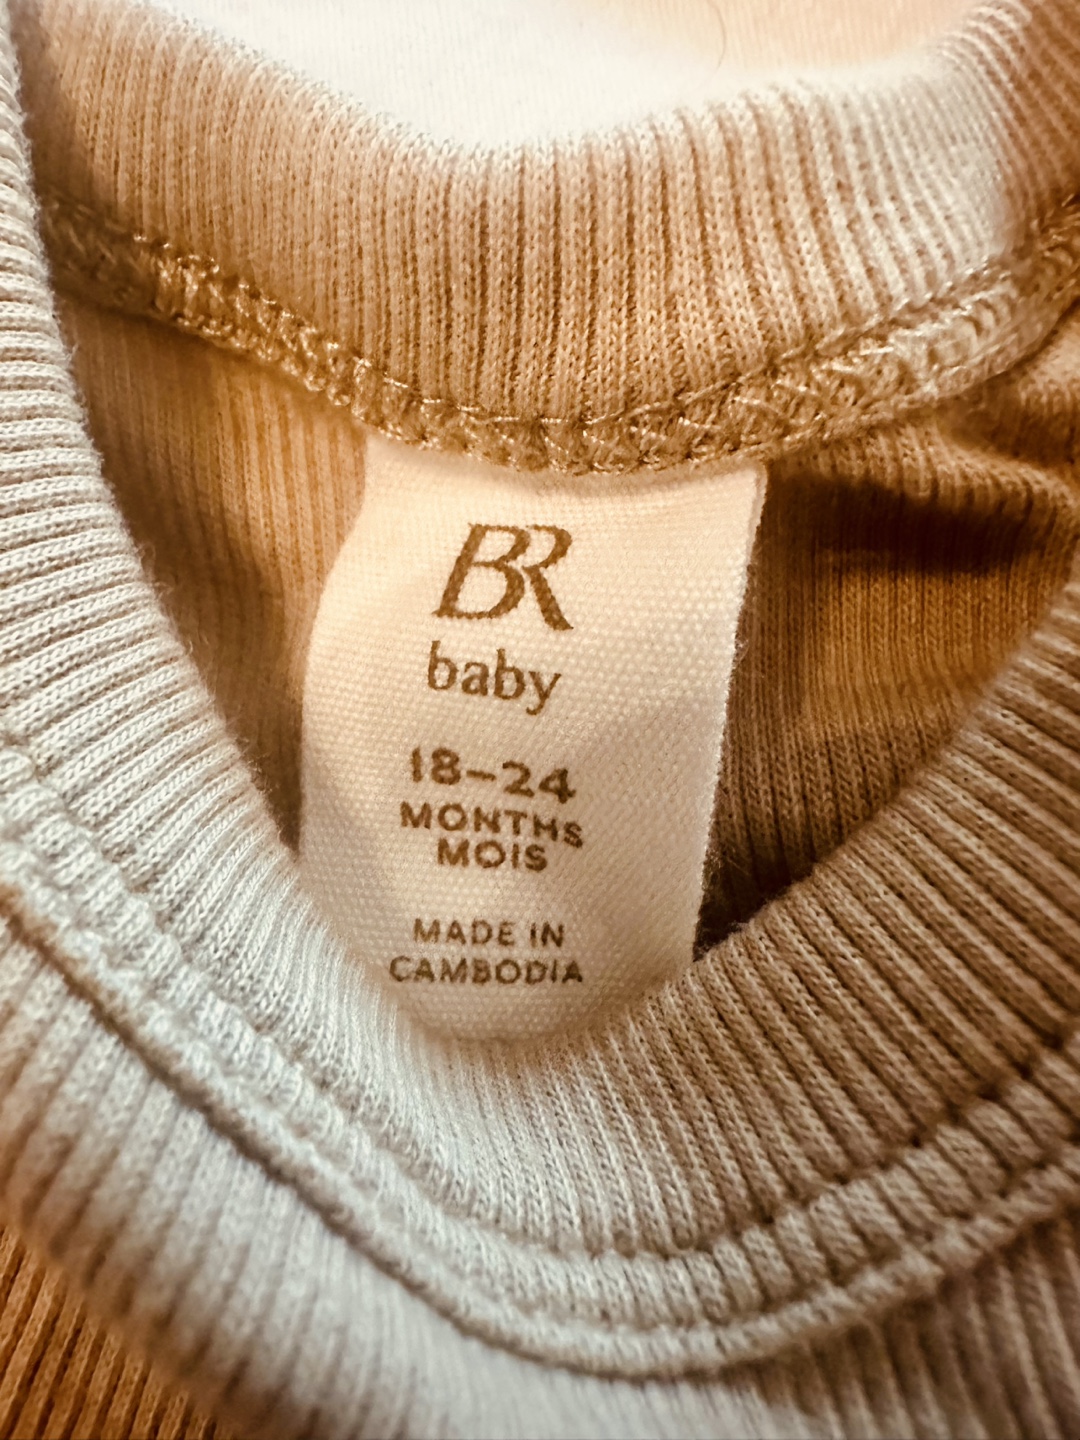 BR
baby
18-24
MONTHS
MOIS
MADE IN
CAMBODIA